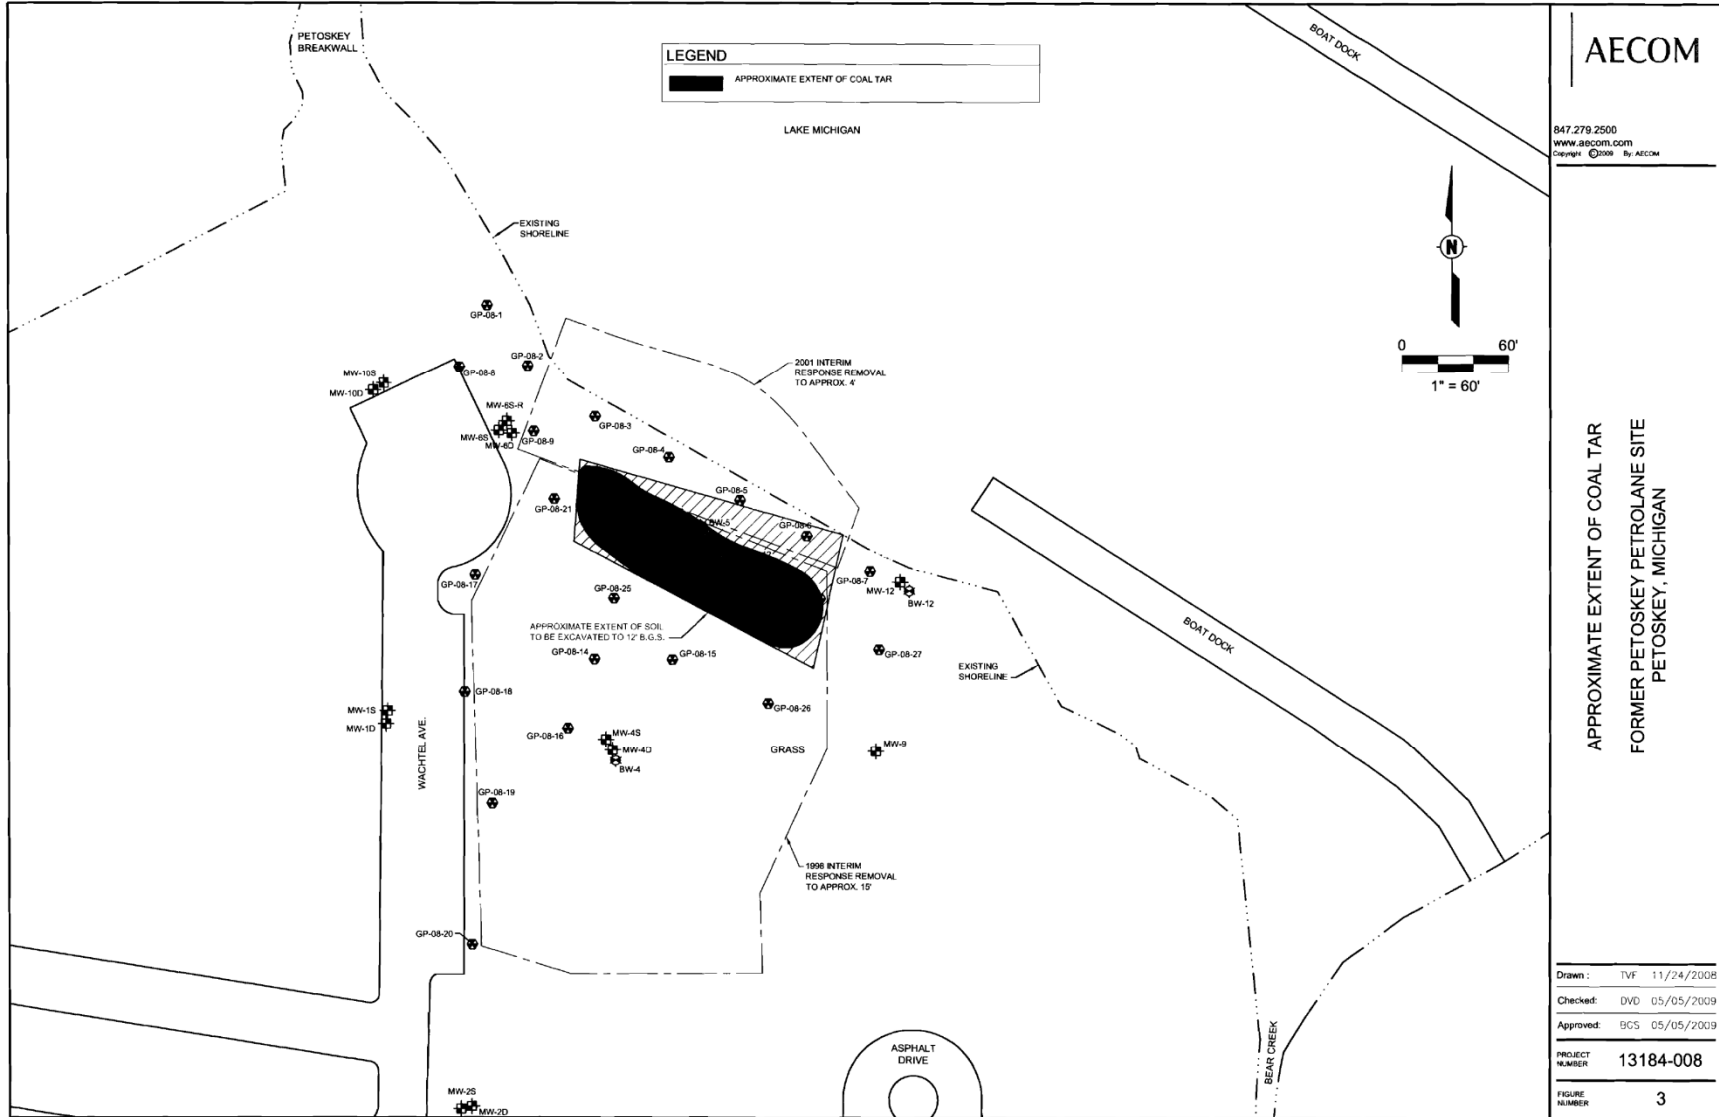 PETOSKEY
BREAKWALL
LEGEND
APPROXIMATE EXTENT OF COAL TAR
LAKE MICHIGAN
BOAT DOCK
EXISTING
SHORELINE
N
0 60'
1" = 60'
GP-08-1
GP-08-2
GP-08-8
MW-10S
MW-10D
2001 INTERIM
RESPONSE REMOVAL
TO APPROX. 4'
MW-6S-R
MW-6S
MW-6D
GP-08-9
GP-08-3
GP-08-4
GP-08-5
GP-08-21
BW-5
GP-08-6
GP-08-17
GP-08-25
GP-08-7
MW-12
BW-12
APPROXIMATE EXTENT OF SOIL
TO BE EXCAVATED TO 12' B.G.S.
GP-08-14
GP-08-15
GP-08-27
BOAT DOCK
EXISTING
SHORELINE
GP-08-18
MW-1S
MW-1D
GP-08-26
GP-08-16
MW-4S
MW-4D
BW-4
GRASS
MW-9
WACHTEL AVE.
GP-08-19
1998 INTERIM
RESPONSE REMOVAL
TO APPROX. 15'
GP-08-20
ASPHALT
DRIVE
BEAR CREEK
MW-2S
MW-2D
AECOM
847.279.2500
www.aecom.com
Copyright ©2009 By: AECOM
APPROXIMATE EXTENT OF COAL TAR
FORMER PETOSKEY PETROLANE SITE
PETOSKEY, MICHIGAN
Drawn : TVF 11/24/2008
Checked: DVD 05/05/2009
Approved: BCS 05/05/2009
PROJECT
NUMBER 13184-008
FIGURE
NUMBER 3